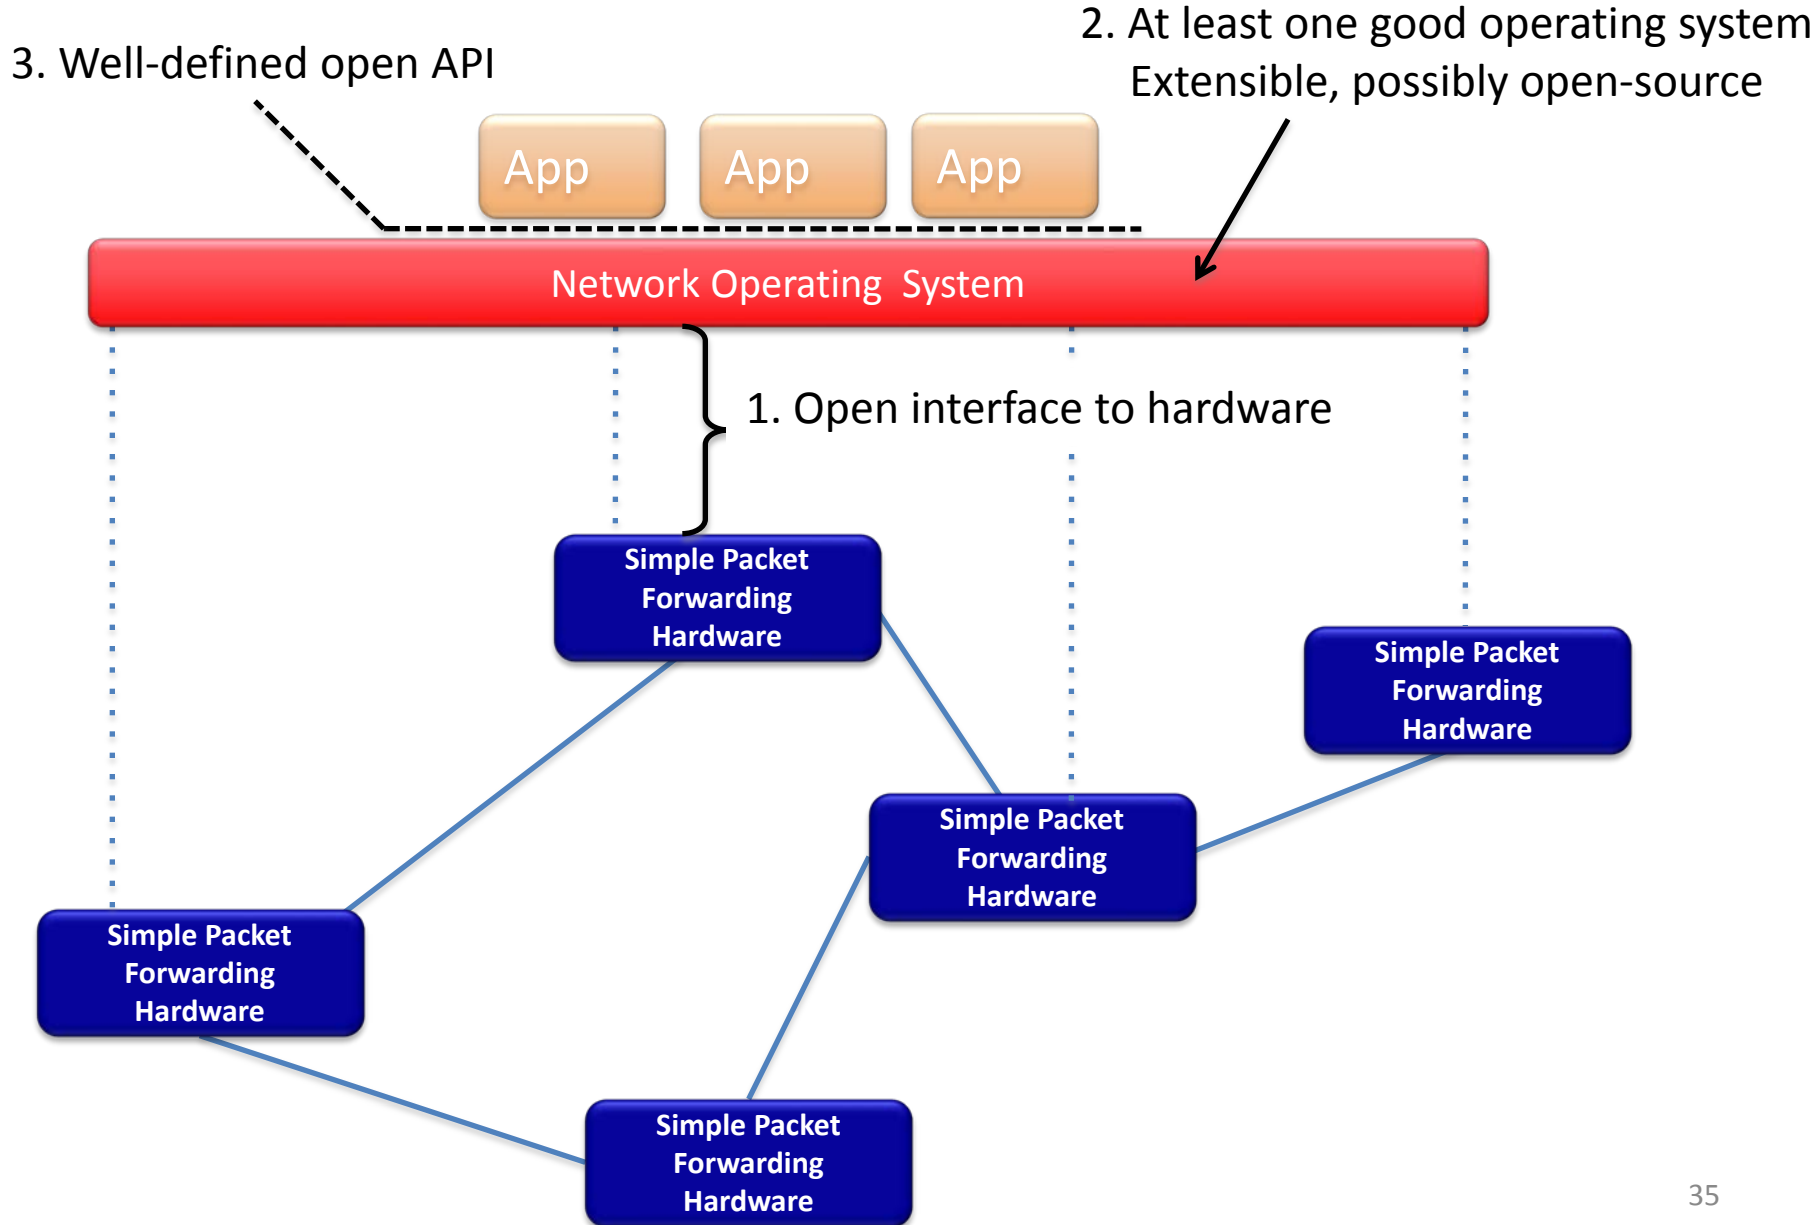 2. At least one good operating system
Extensible, possibly open-source
3. Well-defined open API
App
App
App
Network Operating System
1. Open interface to hardware
Simple Packet
Forwarding
Hardware
Simple Packet
Forwarding
Hardware
Simple Packet
Forwarding
Hardware
Simple Packet
Forwarding
Hardware
Simple Packet
Forwarding
Hardware
35